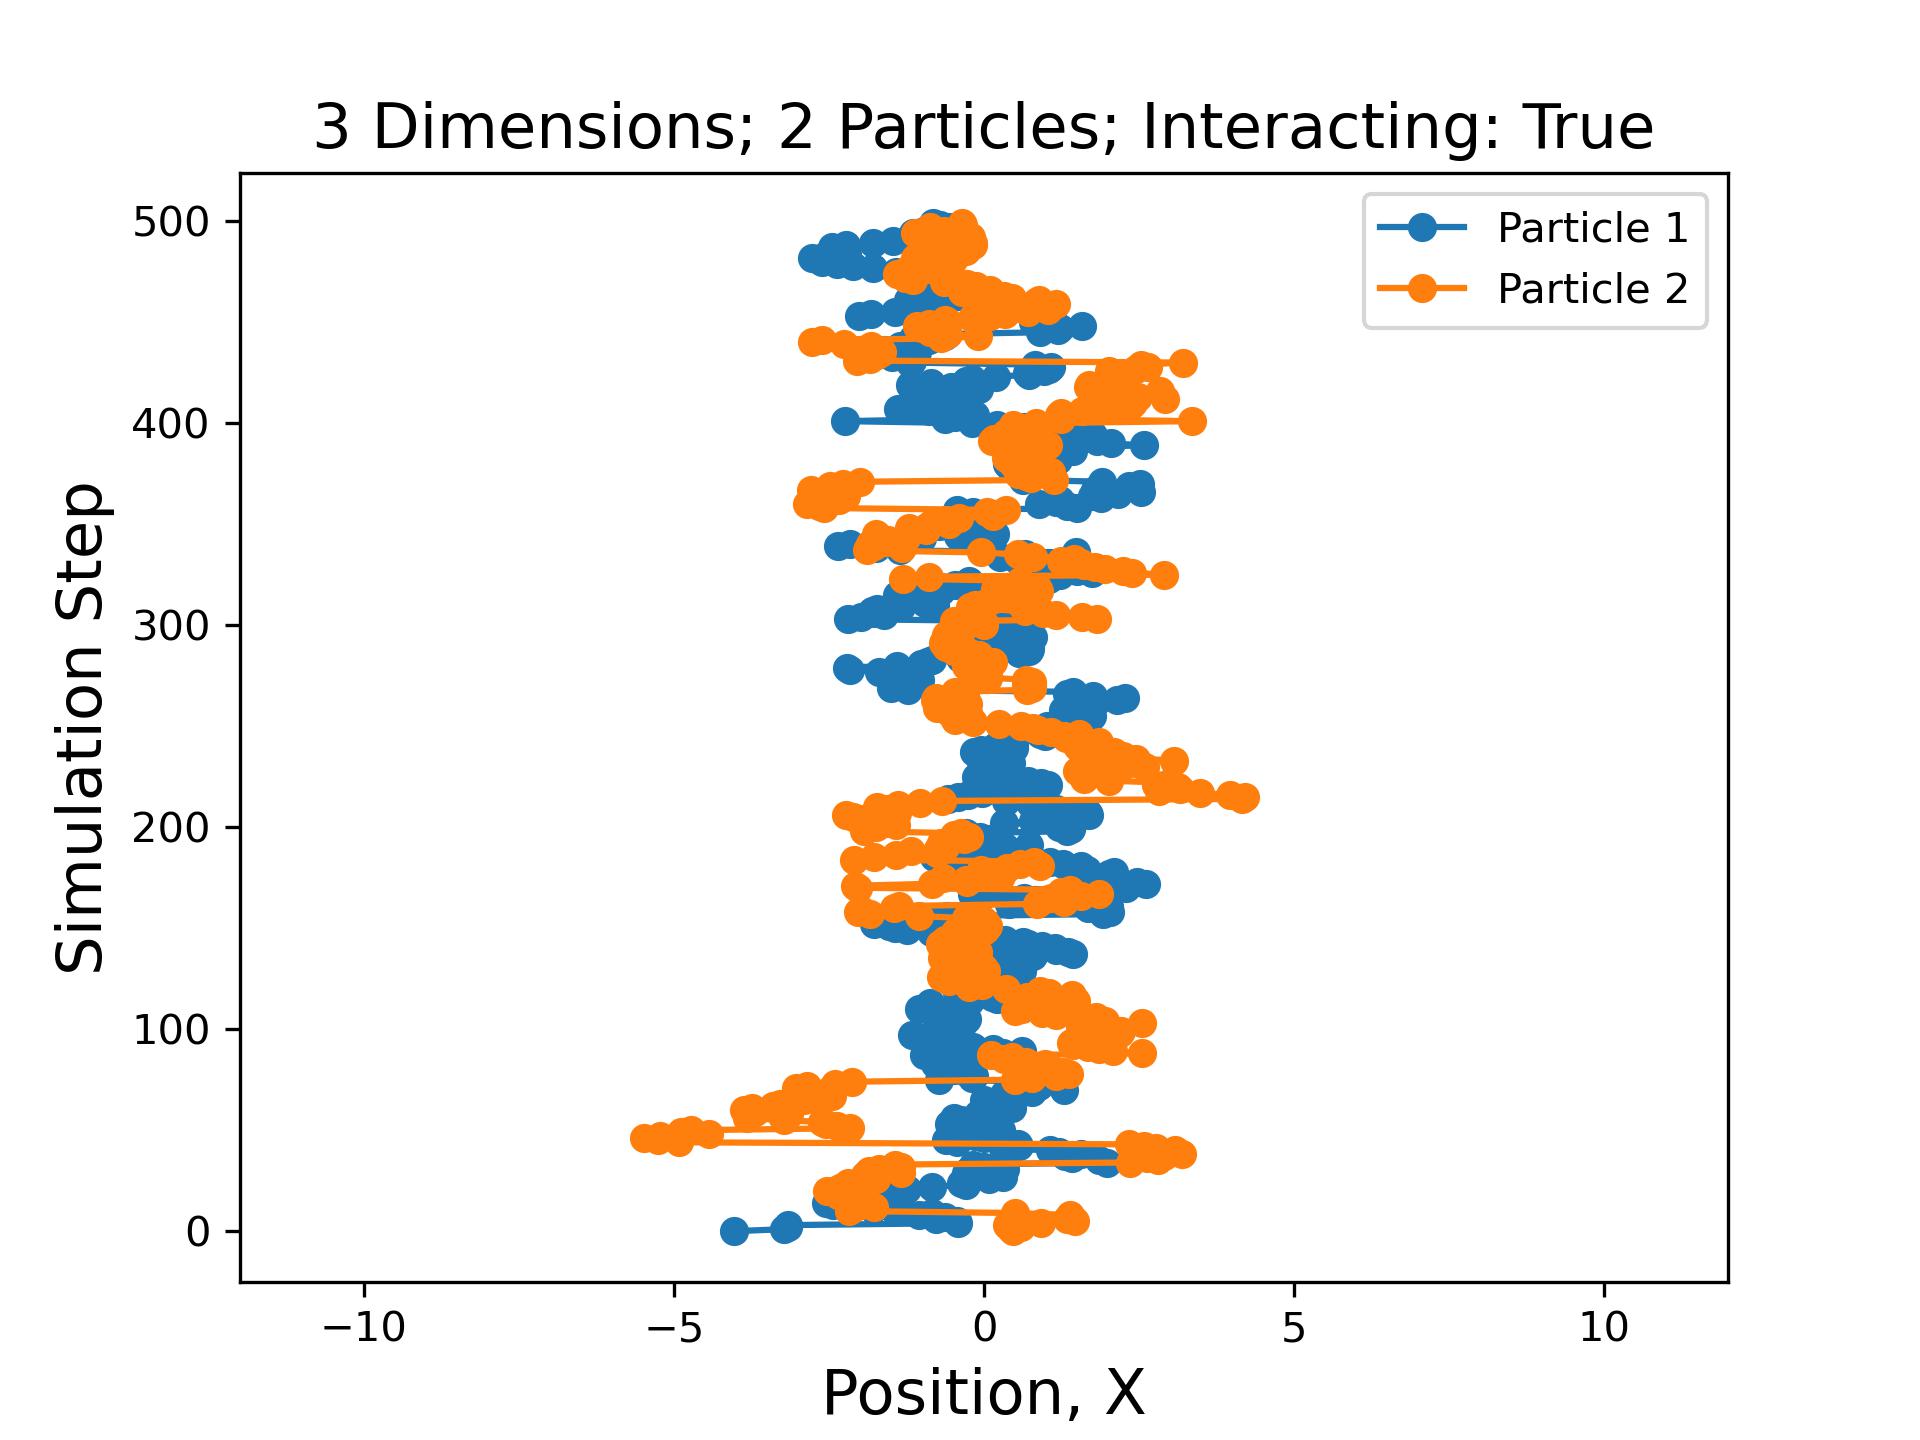 3 Dimensions; 2 Particles; Interacting: True
Particle 1
Particle 2
500
400
300
200
100
0
Simulation Step
−10
−5
0
5
10
Position, X